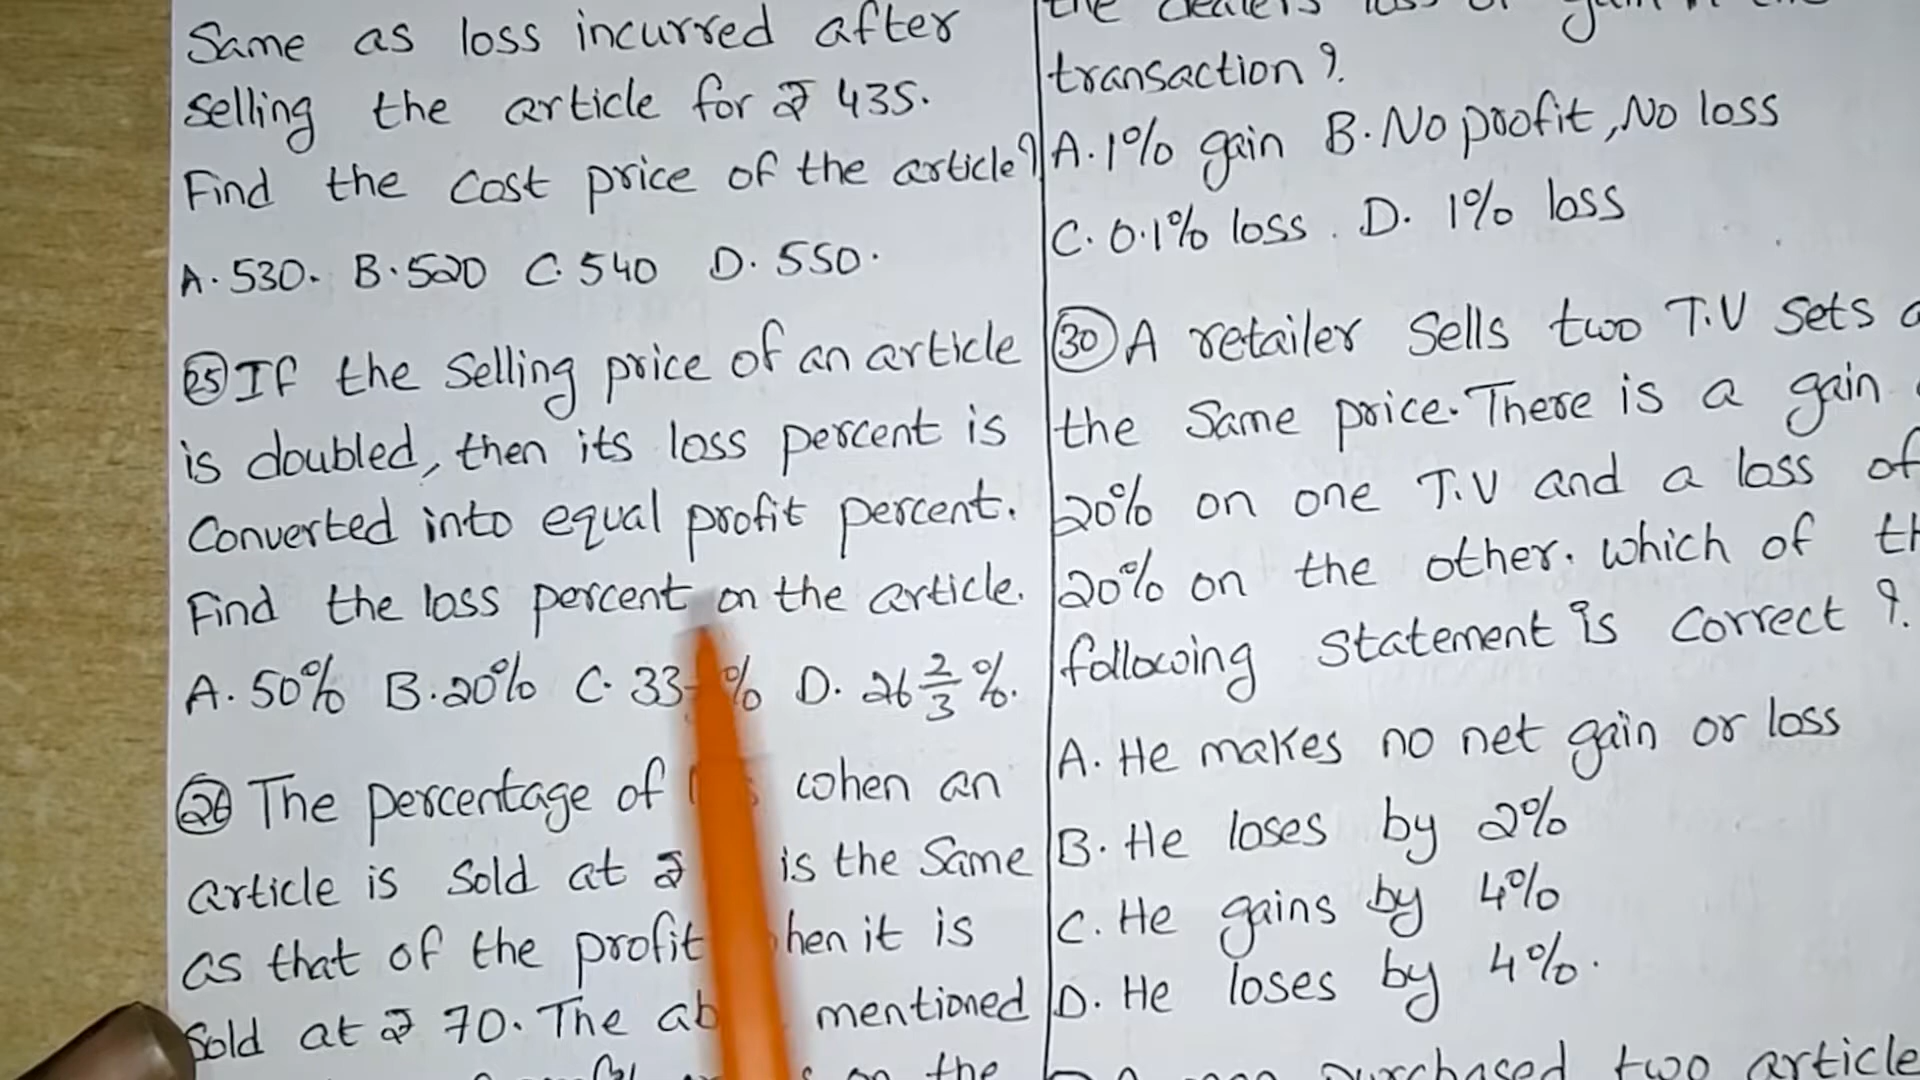 Same as loss incurred after
selling the article for ₹ 435.
Find the cost price of the article?
A. 530. B. 520 C. 540 D. 550.
(25) If the selling price of an article
is doubled, then its loss percent is
Converted into equal profit percent.
Find the loss percent on the article.
A. 50% B. 20% C. 33 % D. 26 2/3 %.
(26) The percentage of when an
article is sold at ₹ is the same
as that of the profit when it is
sold at ₹ 70. The mentioned
on the
transaction?
A. 1% gain B. No profit, No loss
C. 0.1% loss. D. 1% loss
(30) A retailer sells two T.V sets
the same price. There is a gain
20% on one T.V and a loss of
20% on the other. which of
following statement is correct?
A. He makes no net gain or loss
B. He loses by 2%
C. He gains by 4%
D. He loses by 4%.
purchased two article